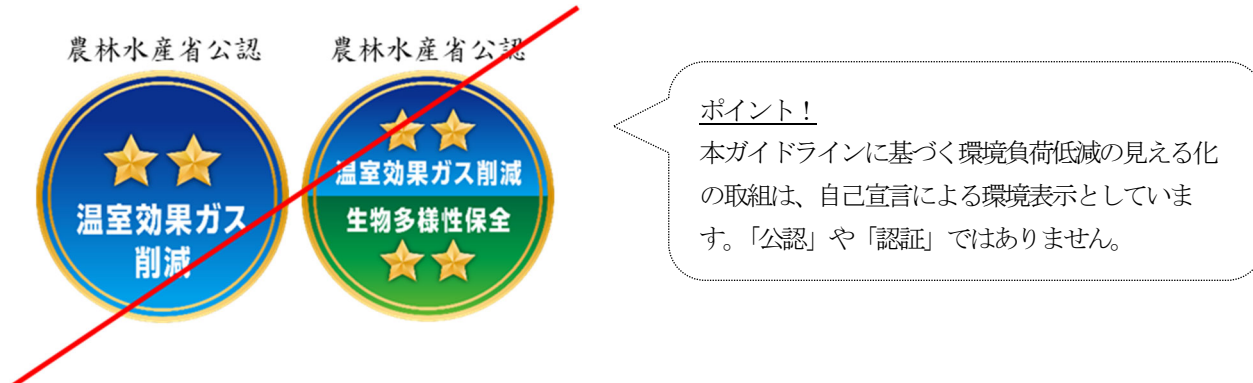 農林水産省公認
温室効果ガス
削減
農林水産省公認
温室効果ガス削減
生物多様性保全
ポイント！
本ガイドラインに基づく環境負荷低減の見える化
の取組は、自己宣言による環境表示としていま
す。「公認」や「認証」ではありません。